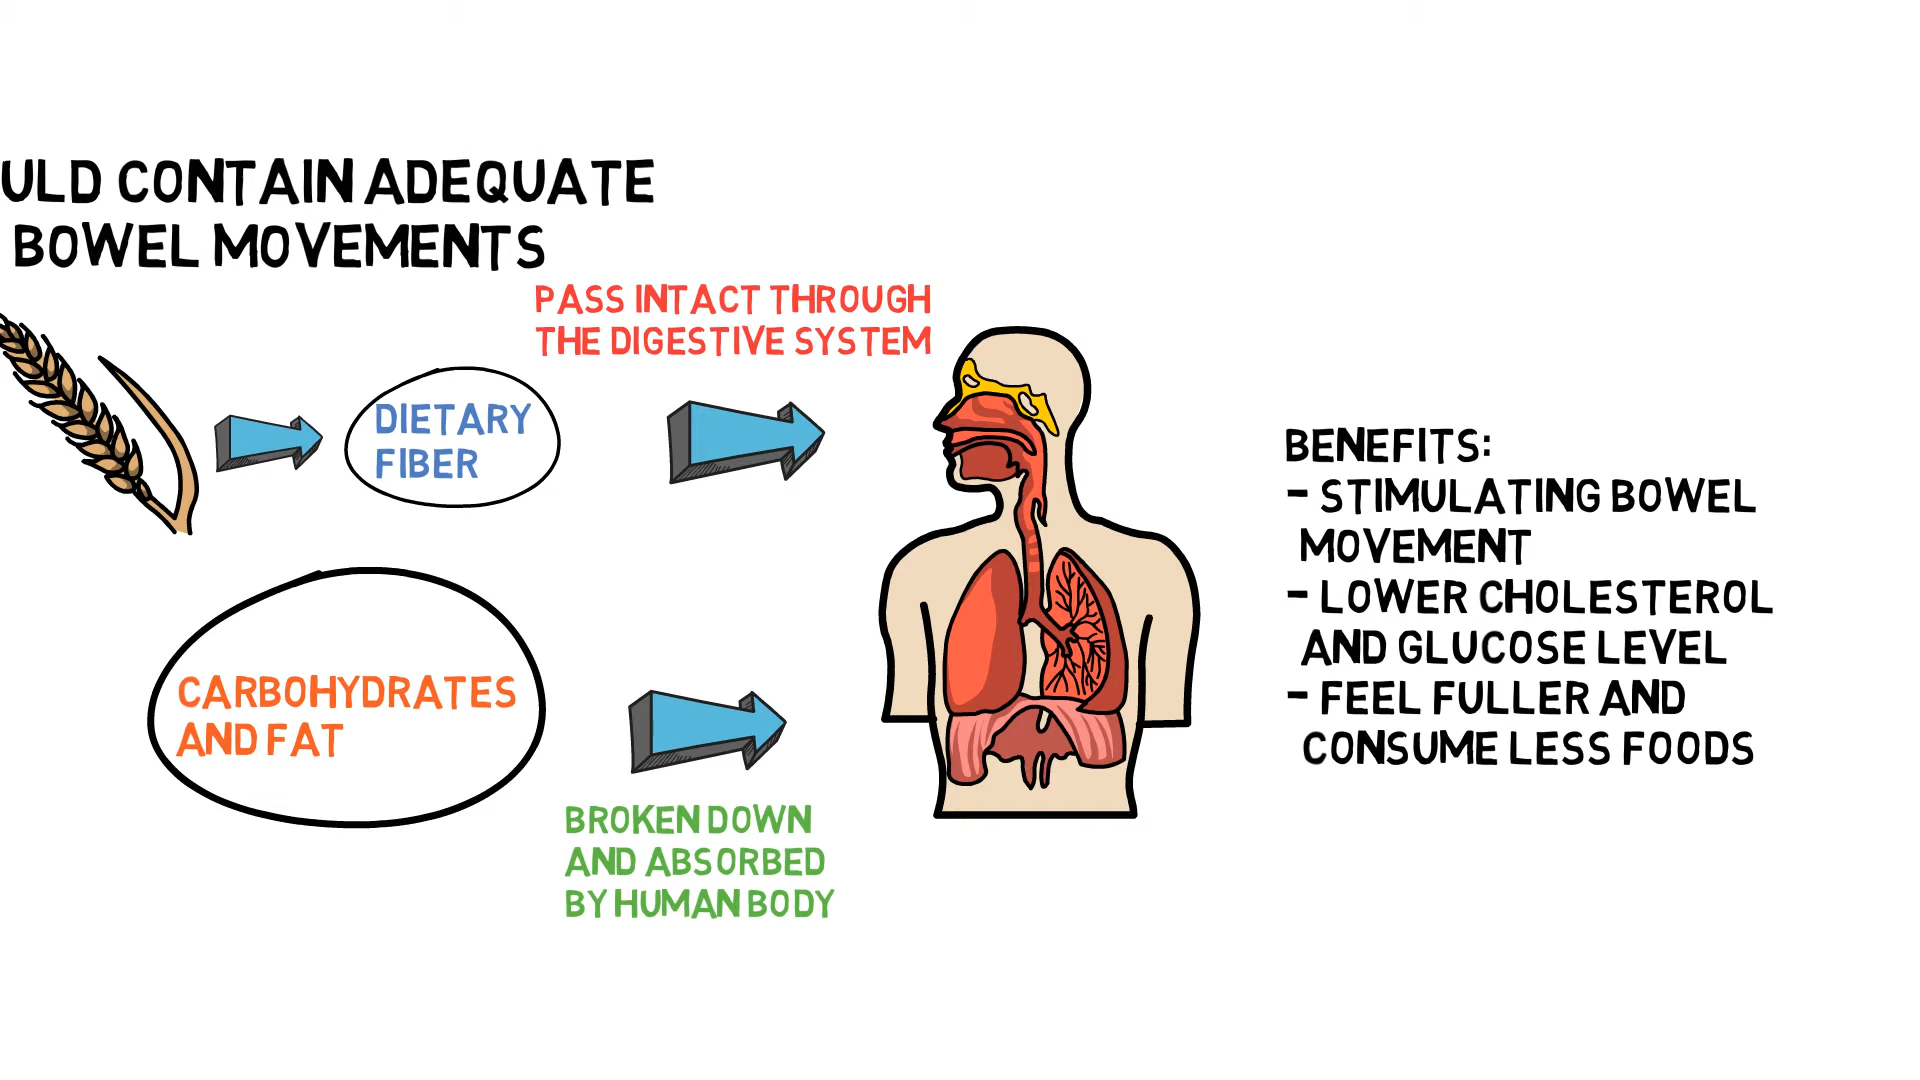 ULD CONTAIN ADEQUATE
BOWEL MOVEMENTS
PASS INTACT THROUGH
THE DIGESTIVE SYSTEM
DIETARY
FIBER
CARBOHYDRATES
AND FAT
BROKEN DOWN
AND ABSORBED
BY HUMAN BODY
BENEFITS:
- STIMULATING BOWEL
MOVEMENT
- LOWER CHOLESTEROL
AND GLUCOSE LEVEL
- FEEL FULLER AND
CONSUME LESS FOODS